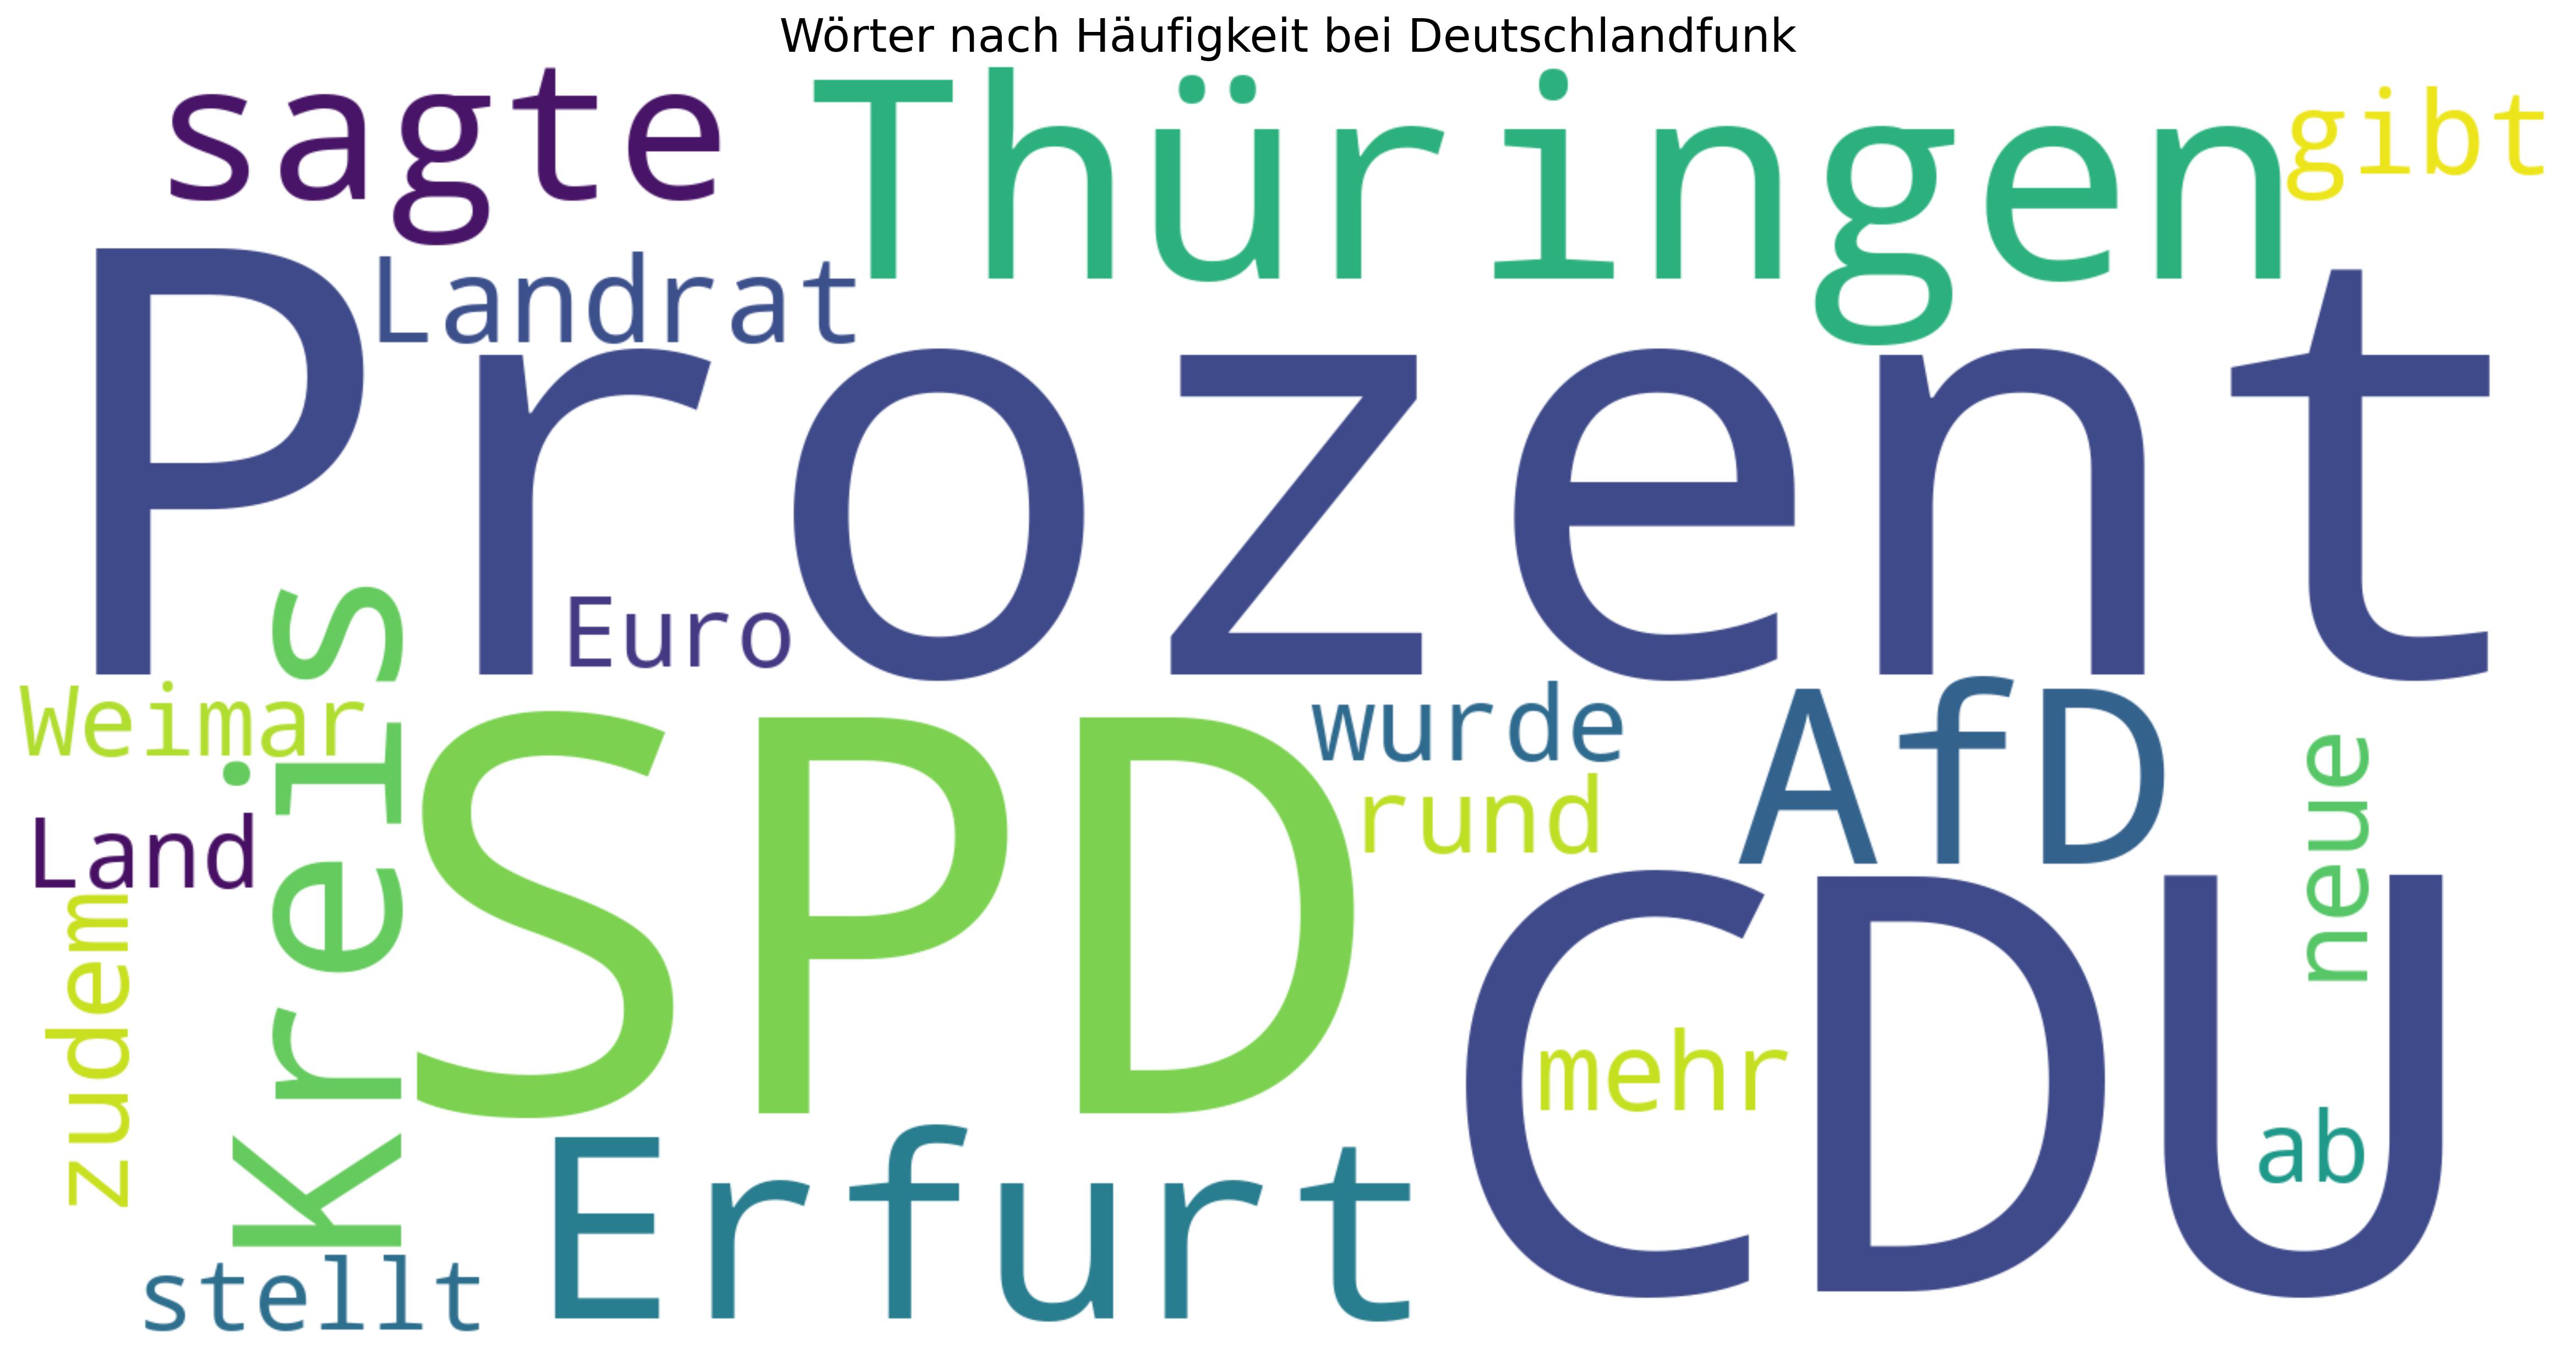 Wörter nach Häufigkeit bei Deutschlandfunk
sagte
Thüringen
gibt
Landrat
Prozent
Euro
Weimar
Kreis
SPD
wurde
rund
AfD
neue
Land
zudem
CDU
mehr
ab
Erfurt
stellt